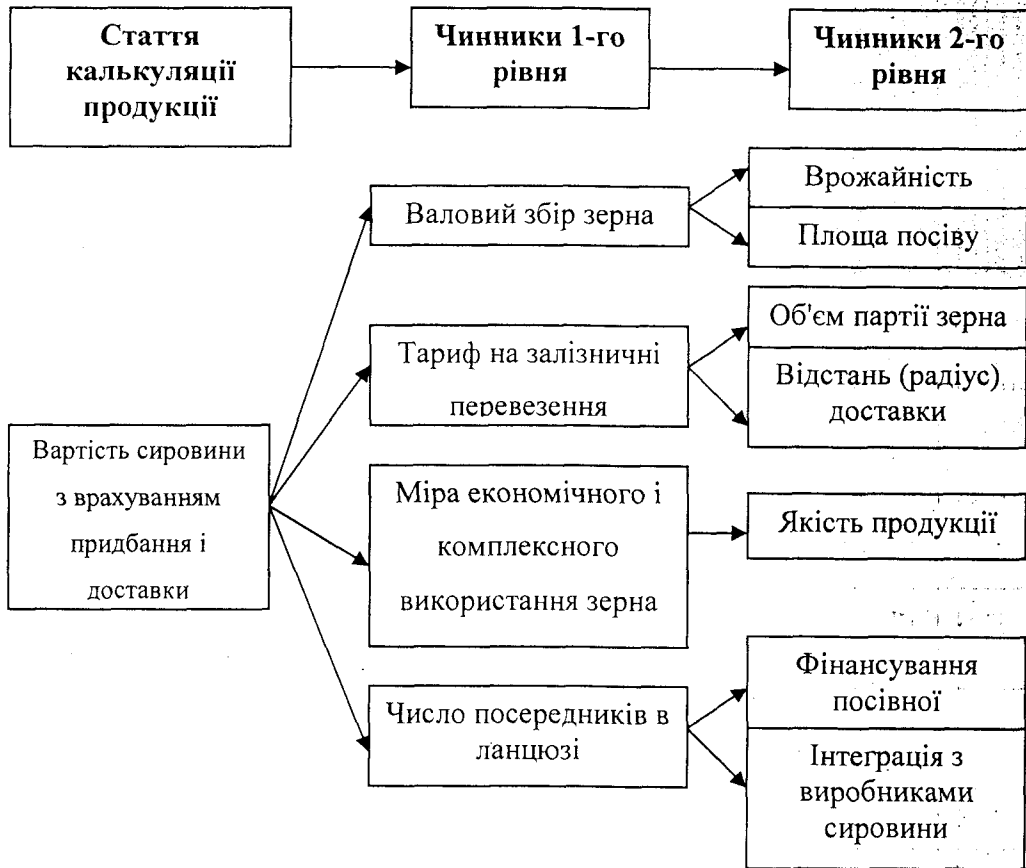 Стаття
калькуляції
продукції
Чинники 1-го
рівня
Чинники 2-го
рівня
Вартість сировини
з врахуванням
придбання і
доставки
Валовий збір зерна
Тариф на залізничні
перевезення
Міра економічного і
комплексного
використання зерна
Число посередників в
ланцюзі
Врожайність
Площа посіву
Об'єм партії зерна
Відстань (радіус)
доставки
Якість продукції
Фінансування
посівної
Інтеграція з
виробниками
сировини